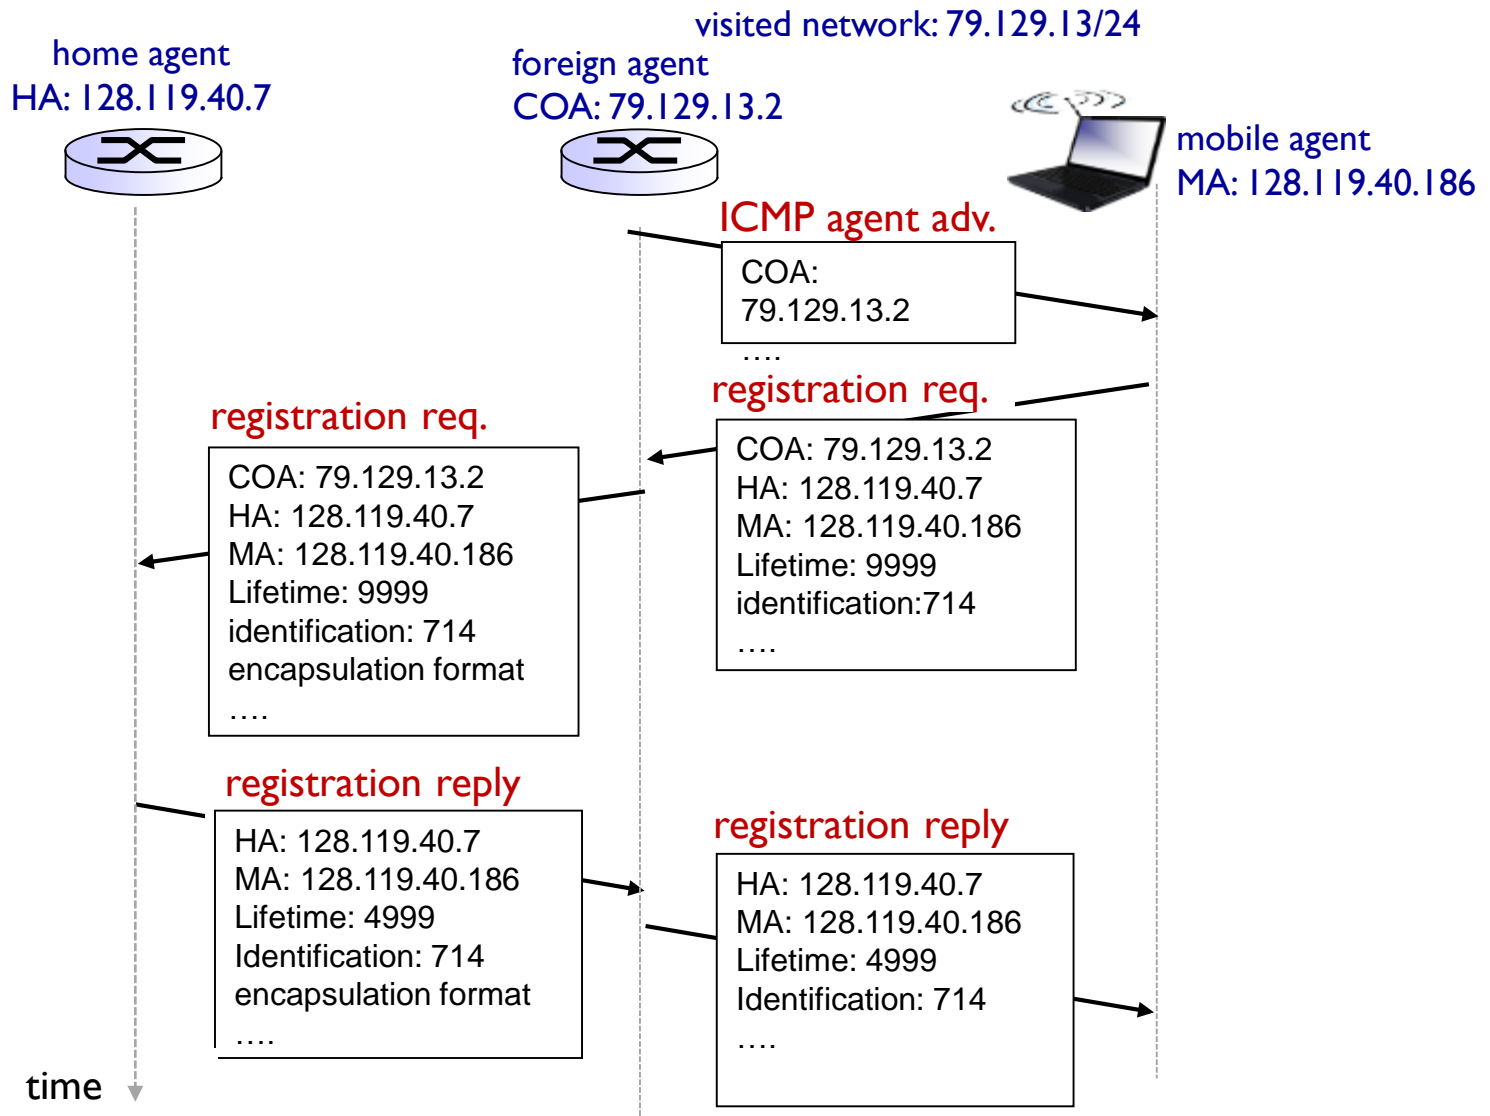 visited network: 79.129.13/24
home agent
HA: 128.119.40.7
foreign agent
COA: 79.129.13.2
mobile agent
MA: 128.119.40.186
ICMP agent adv.
COA:
79.129.13.2
….
registration req.
COA: 79.129.13.2
HA: 128.119.40.7
MA: 128.119.40.186
Lifetime: 9999
identification:714
….
registration req.
COA: 79.129.13.2
HA: 128.119.40.7
MA: 128.119.40.186
Lifetime: 9999
identification: 714
encapsulation format
….
registration reply
HA: 128.119.40.7
MA: 128.119.40.186
Lifetime: 4999
Identification: 714
encapsulation format
….
registration reply
HA: 128.119.40.7
MA: 128.119.40.186
Lifetime: 4999
Identification: 714
….
time